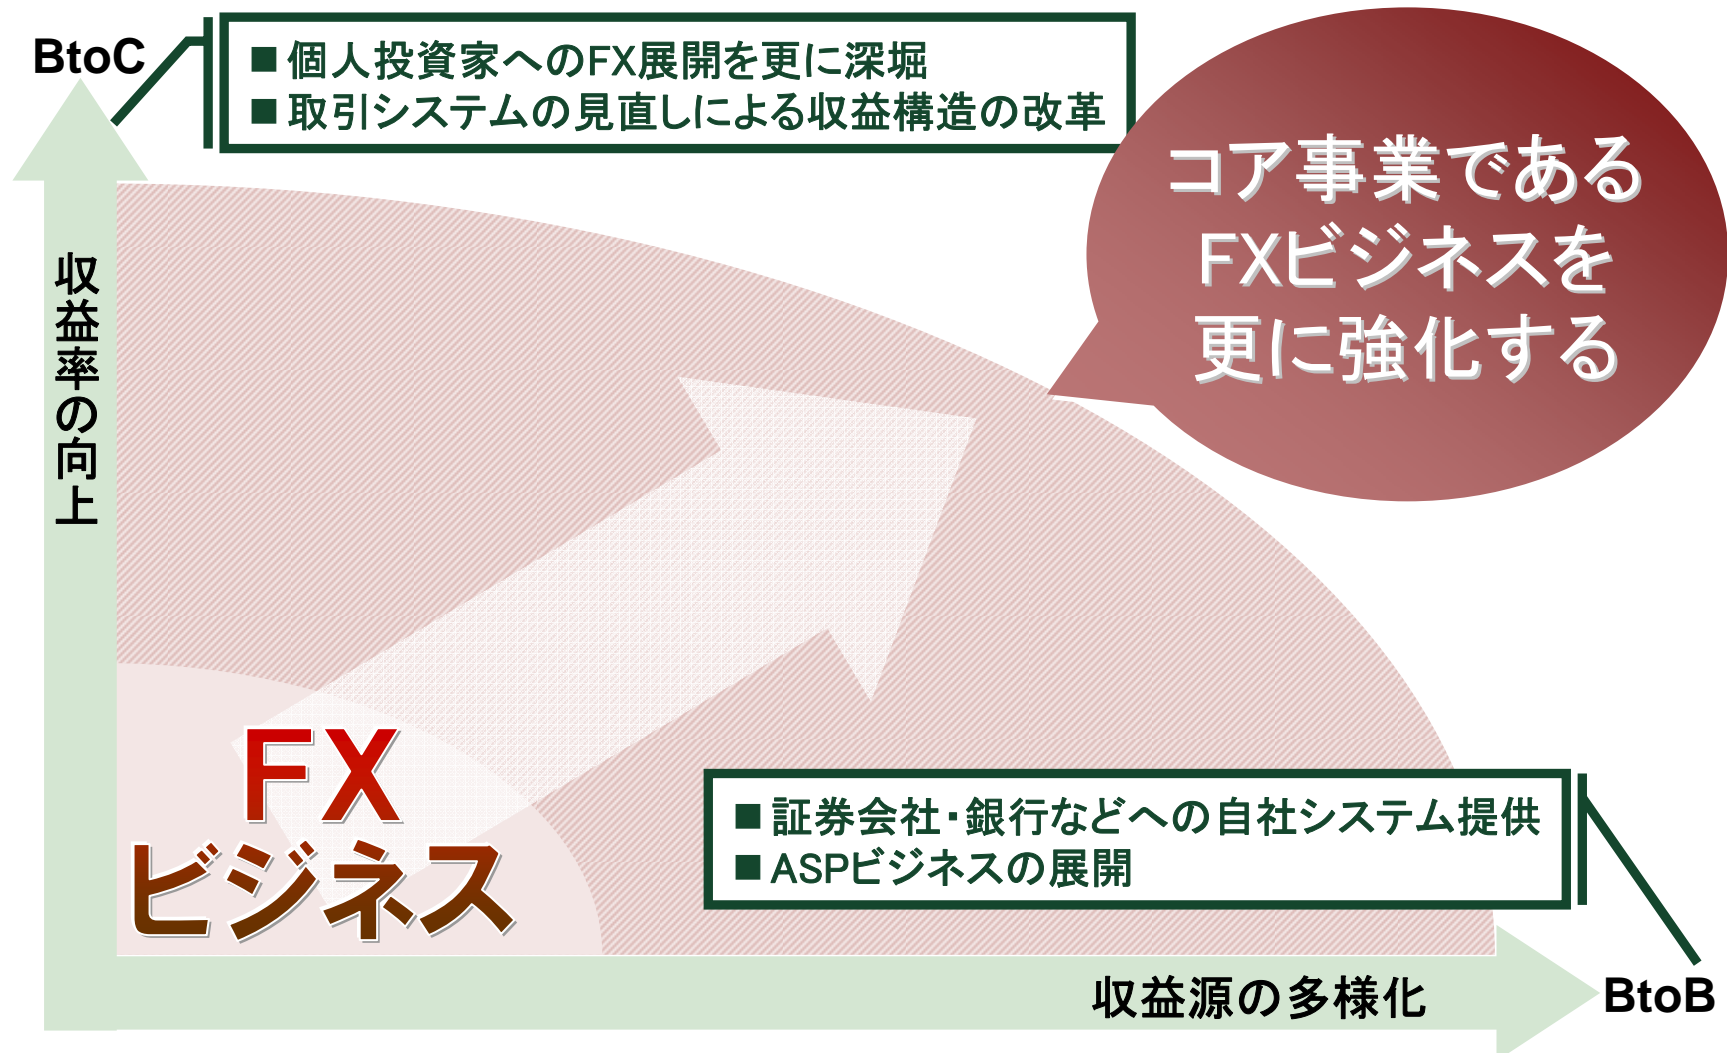 BtoC
■ 個人投資家へのFX展開を更に深堀
■ 取引システムの見直しによる収益構造の改革
コア事業である
FXビジネスを
更に強化する
収益率の向上
FX
ビジネス
■ 証券会社・銀行などへの自社システム提供
■ ASPビジネスの展開
収益源の多様化
BtoB